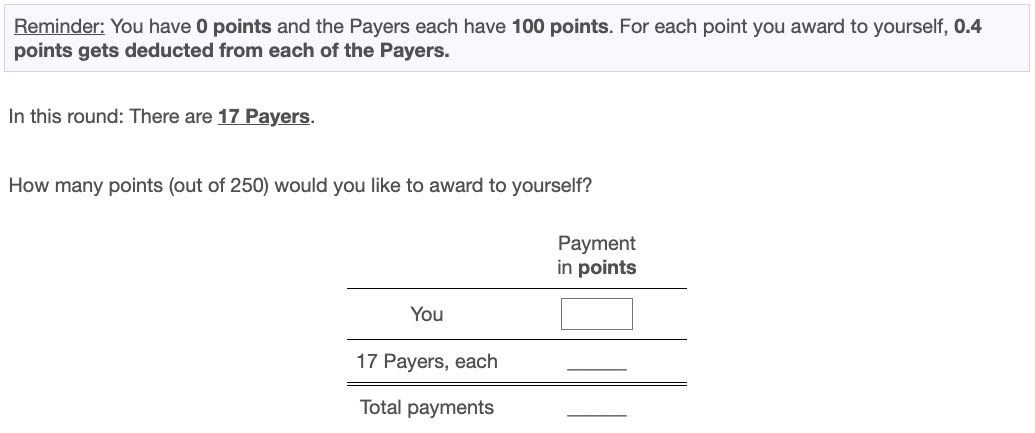 Reminder: You have 0 points and the Payers each have 100 points. For each point you award to yourself, 0.4
points gets deducted from each of the Payers.
In this round: There are 17 Payers.
How many points (out of 250) would you like to award to yourself?
Payment
in points
You
17 Payers, each
Total payments